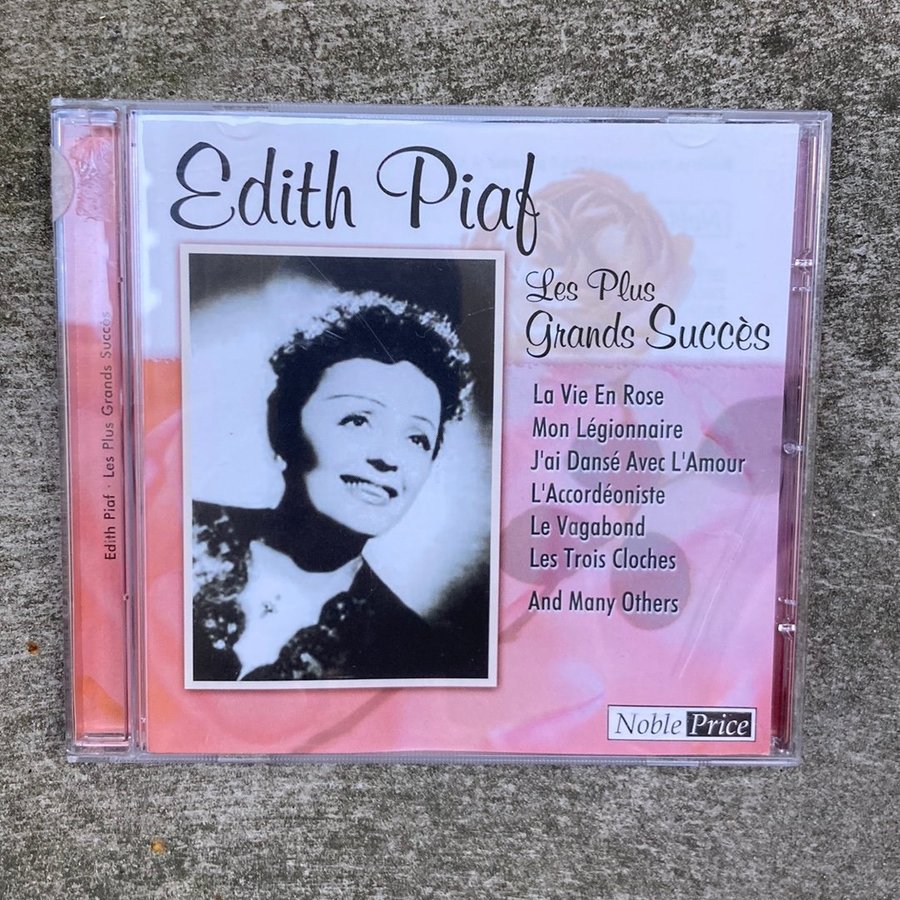 Edith Piaf
Les Plus
Grands Succès
La Vie En Rose
Mon Légionnaire
J'ai Dansé Avec L'Amour
L'Accordéoniste
Le Vagabond
Les Trois Cloches
And Many Others
Noble Price
Edith Piaf · Les Plus Grands Succès